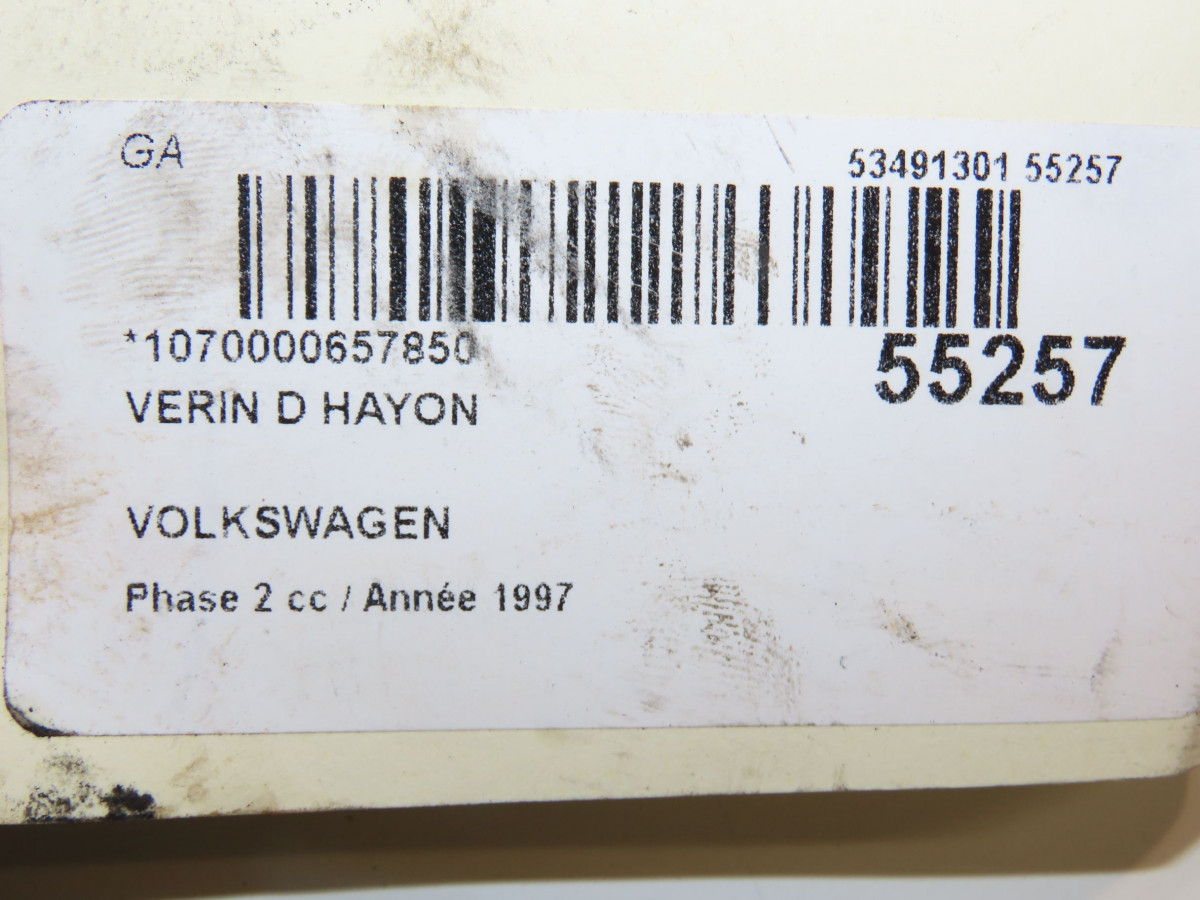 GA
53491301 55257
*1070000657850
55257
VERIN D HAYON
VOLKSWAGEN
Phase 2 cc / Année 1997